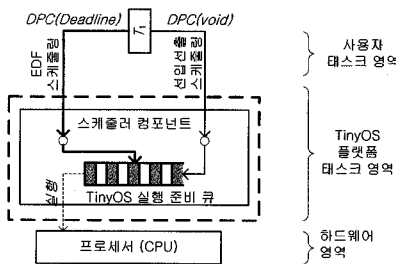 DPC(Deadline)
DPC(void)
T₁
EDF
스케줄링
선입선출
스케줄링
사용자
태스크 영역
스케줄러 컴포넌트
TinyOS 실행 준비 큐
실행
TinyOS
플랫폼
태스크 영역
프로세서 (CPU)
하드웨어
영역